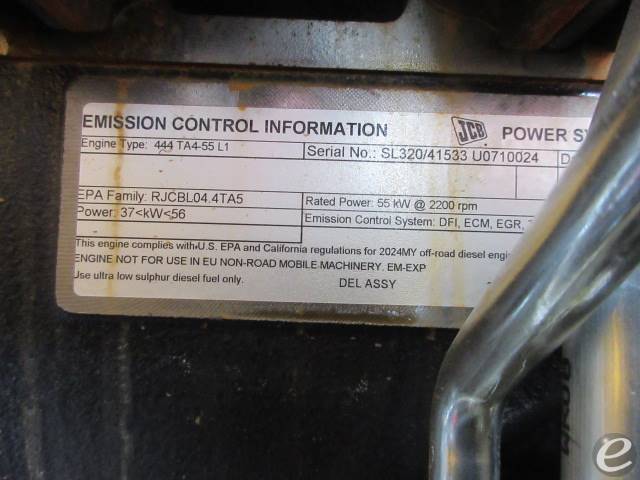 EMISSION CONTROL INFORMATION
JCB POWER
Engine Type: 444 TA4-55 L1
Serial No.: SL320/41533 U0710024
EPA Family: RJCBL04.4TA5
Rated Power: 55 kW @ 2200 rpm
Power: 37<kW<56
Emission Control System: DFI, ECM, EGR,
This engine complies with U.S. EPA and California regulations for 2024MY off-road diesel
ENGINE NOT FOR USE IN EU NON-ROAD MOBILE MACHINERY. EM-EXP
Use ultra low sulphur diesel fuel only.
DEL ASSY
e